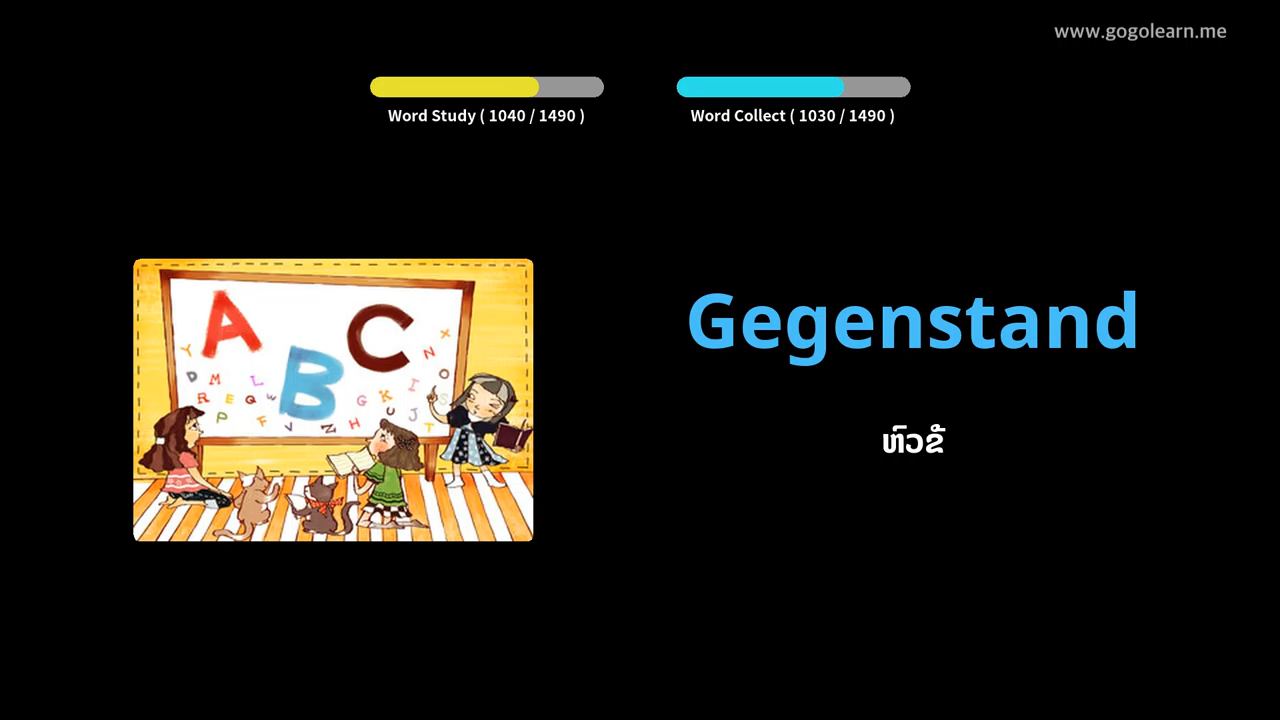 www.gogolearn.me
Word Study ( 1040 / 1490 )
Word Collect ( 1030 / 1490 )
A
C
B
X
Y
N
D M L O
R E Q W G K I S
P F V Z H U J T
Gegenstand
ຫົວຂໍ້